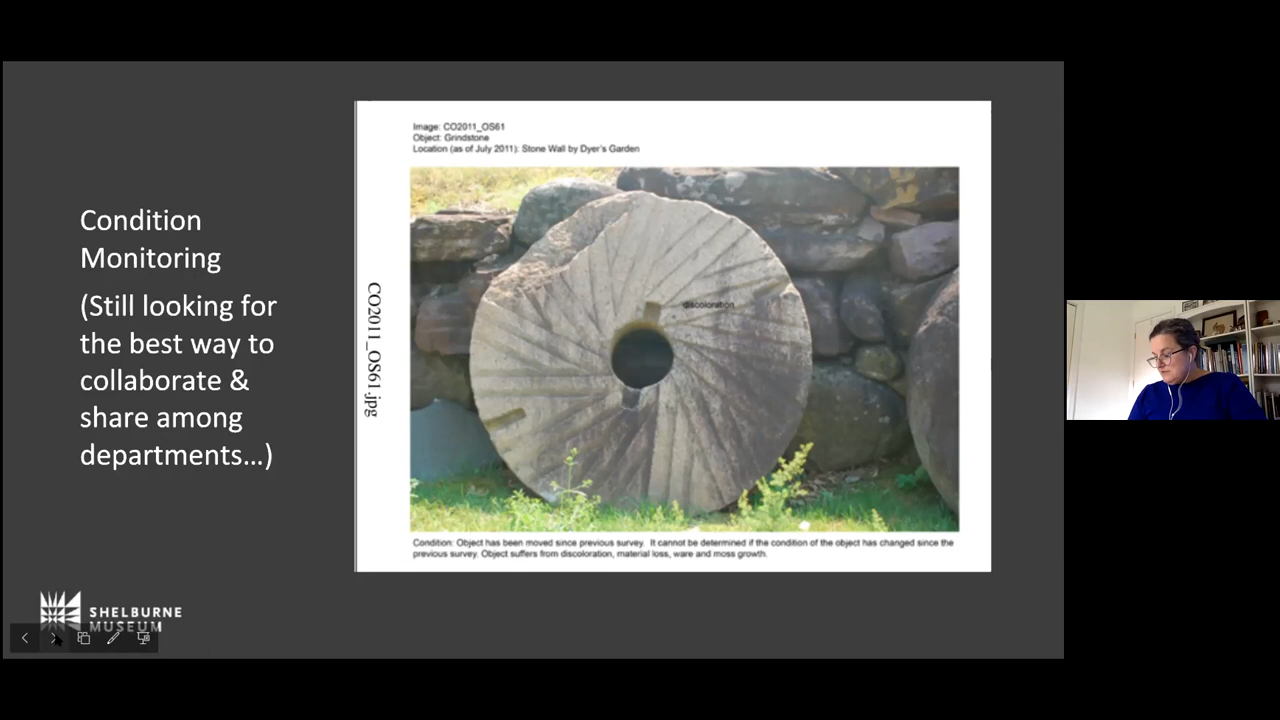 Condition
Monitoring
(Still looking for
the best way to
collaborate &
share among
departments...)
Image: CO2011_OS61
Object: Grindstone
Location (as of July 2011): Stone Wall by Dyer's Garden
CO2011_OS61.jpg
discoloration
Condition: Object has been moved since previous survey. It cannot be determined if the condition of the object has changed since the
previous survey. Object suffers from discoloration, material loss, ware and moss growth.
SHELBURNE
MUSEUM